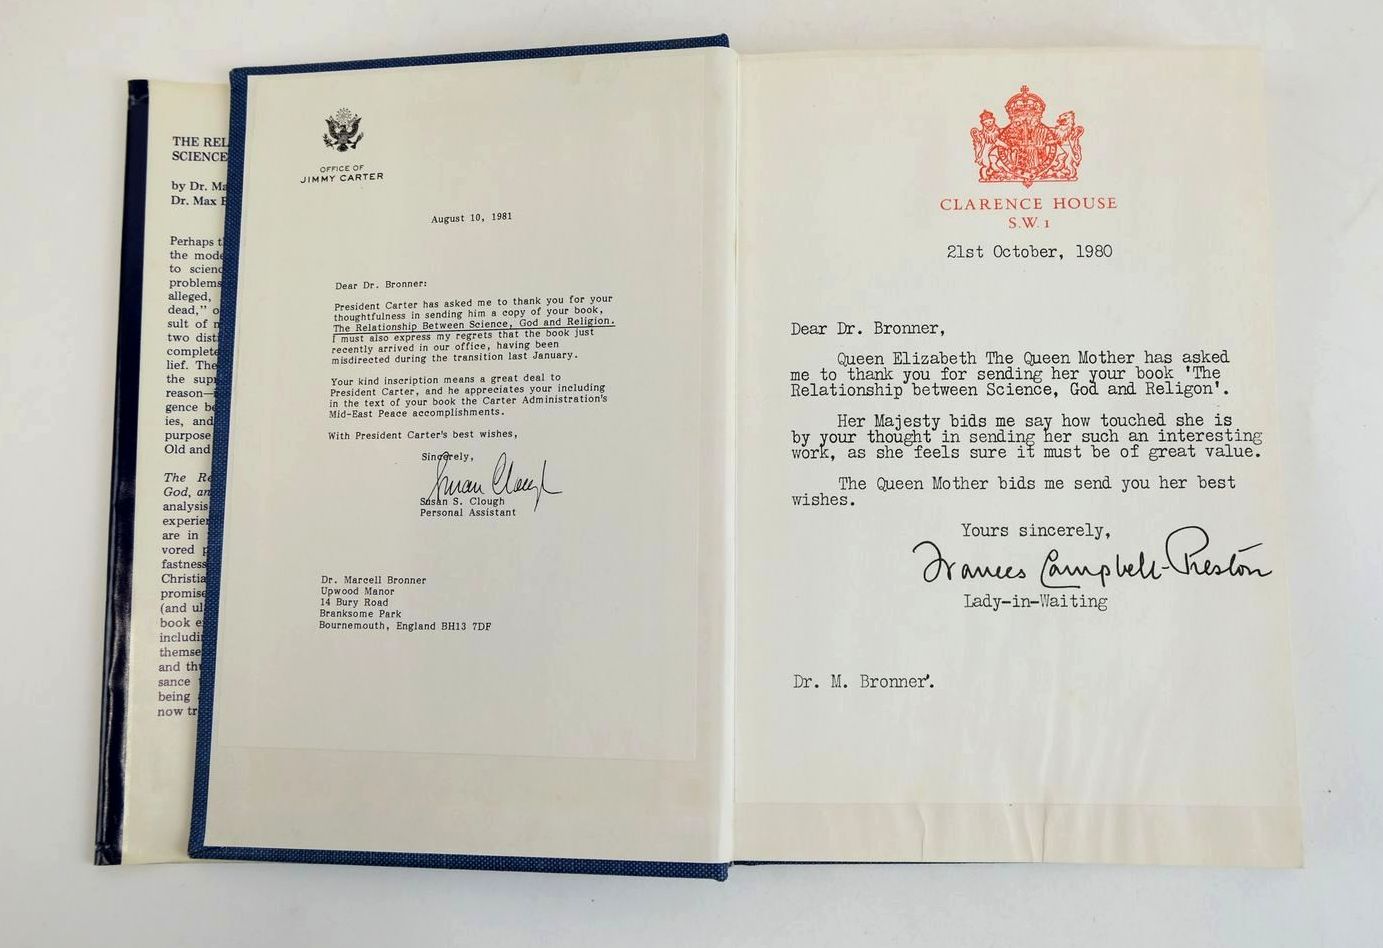 THE REL
SCIENCE
by Dr. Ma
Dr. Max B
Perhaps t
the mode
to scienc
problems
alleged,
dead," o
sult of n
two dist
complete
lief. The
the sup
reason—
gence be
ies, and
purpose
Old and
The Re
God, an
analysis
experie
are in
vored p
fastness
Christia
promise
(and ul
book e
includi
themse
and th
sance
being
now tr
OFFICE OF
JIMMY CARTER
August 10, 1981
Dear Dr. Bronner:
President Carter has asked me to thank you for your
thoughtfulness in sending him a copy of your book,
The Relationship Between Science, God and Religion.
I must also express my regrets that the book just
recently arrived in our office, having been
misdirected during the transition last January.
Your kind inscription means a great deal to
President Carter, and he appreciates your including
in the text of your book the Carter Administration's
Mid-East Peace accomplishments.
With President Carter's best wishes,
Sincerely,
Susan Clough
Susan S. Clough
Personal Assistant
Dr. Marcell Bronner
Upwood Manor
14 Bury Road
Branksome Park
Bournemouth, England BH13 7DF
CLARENCE HOUSE
S.W. 1
21st October, 1980
Dear Dr. Bronner,
Queen Elizabeth The Queen Mother has asked
me to thank you for sending her your book 'The
Relationship between Science, God and Religon'.
Her Majesty bids me say how touched she is
by your thought in sending her such an interesting
work, as she feels sure it must be of great value.
The Queen Mother bids me send you her best
wishes.
Yours sincerely,
Frances Campbell-Preston
Lady-in-Waiting
Dr. M. Bronner.